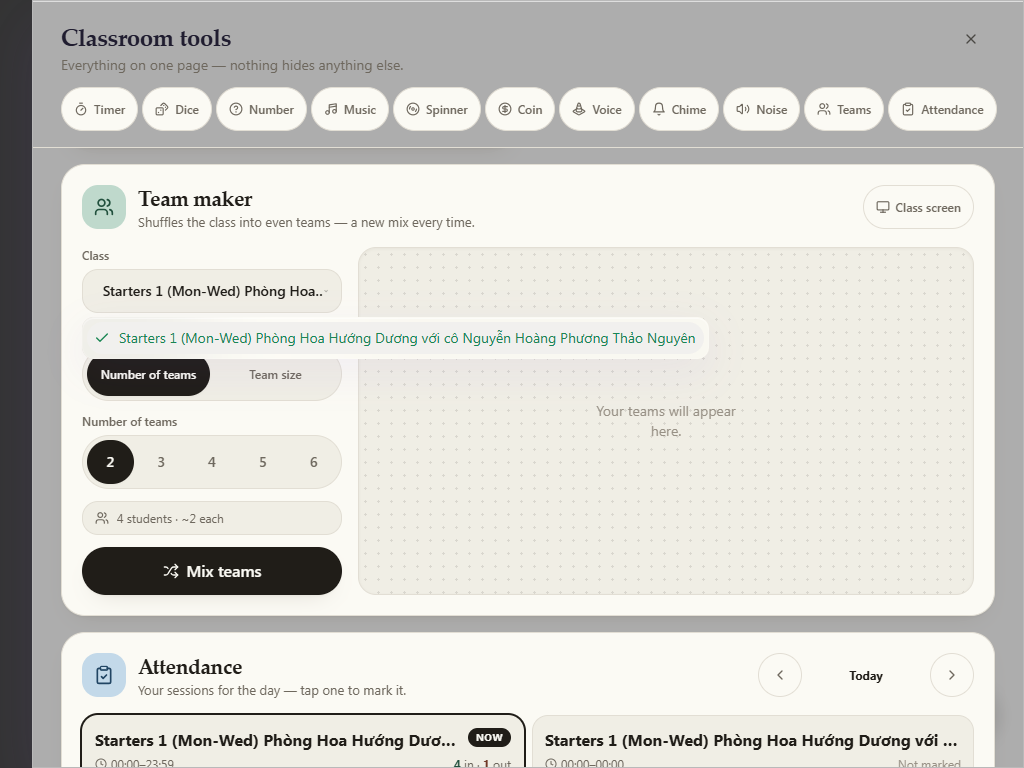 Classroom tools
Everything on one page — nothing hides anything else.
Timer
Dice
Number
Music
Spinner
Coin
Voice
Chime
Noise
Teams
Attendance
Team maker
Shuffles the class into even teams — a new mix every time.
Class screen
Class
Starters 1 (Mon-Wed) Phòng Hoa..
Starters 1 (Mon-Wed) Phòng Hoa Hướng Dương với cô Nguyễn Hoàng Phương Thảo Nguyên
Number of teams
Team size
Number of teams
2
3
4
5
6
4 students · ~2 each
Mix teams
Your teams will appear
here.
Attendance
Your sessions for the day — tap one to mark it.
Today
Starters 1 (Mon-Wed) Phòng Hoa Hướng Dươ...
NOW
00:00–23:59
4 in · 1 out
Starters 1 (Mon-Wed) Phòng Hoa Hướng Dương với ...
00:00–00:00
Not marked